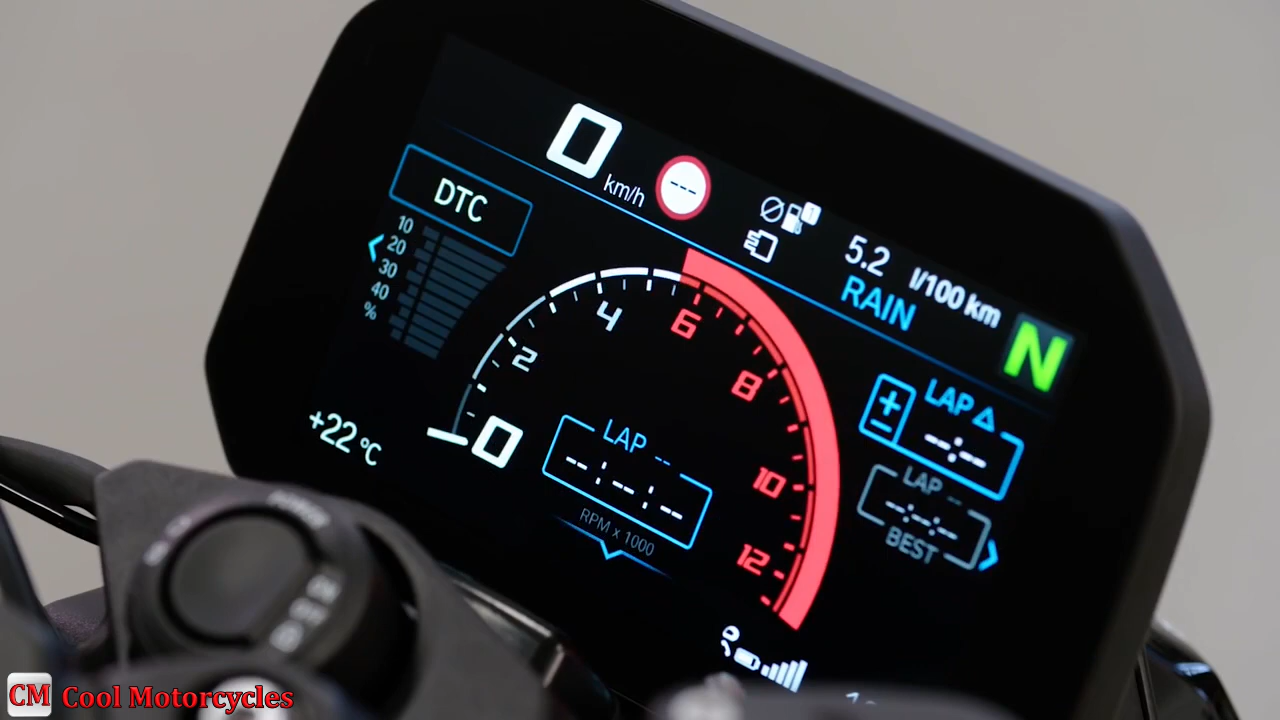 0 km/h ---
1
5.2 l/100 km
RAIN
N
DTC
10
20
30
40
%
0 2 4 6 8 10 12
+22 °C
LAP --
--:--:--
RPM x 1000
+
−
LAP Δ
--:--
LAP --
--:--:--
BEST
CM Cool Motorcycles